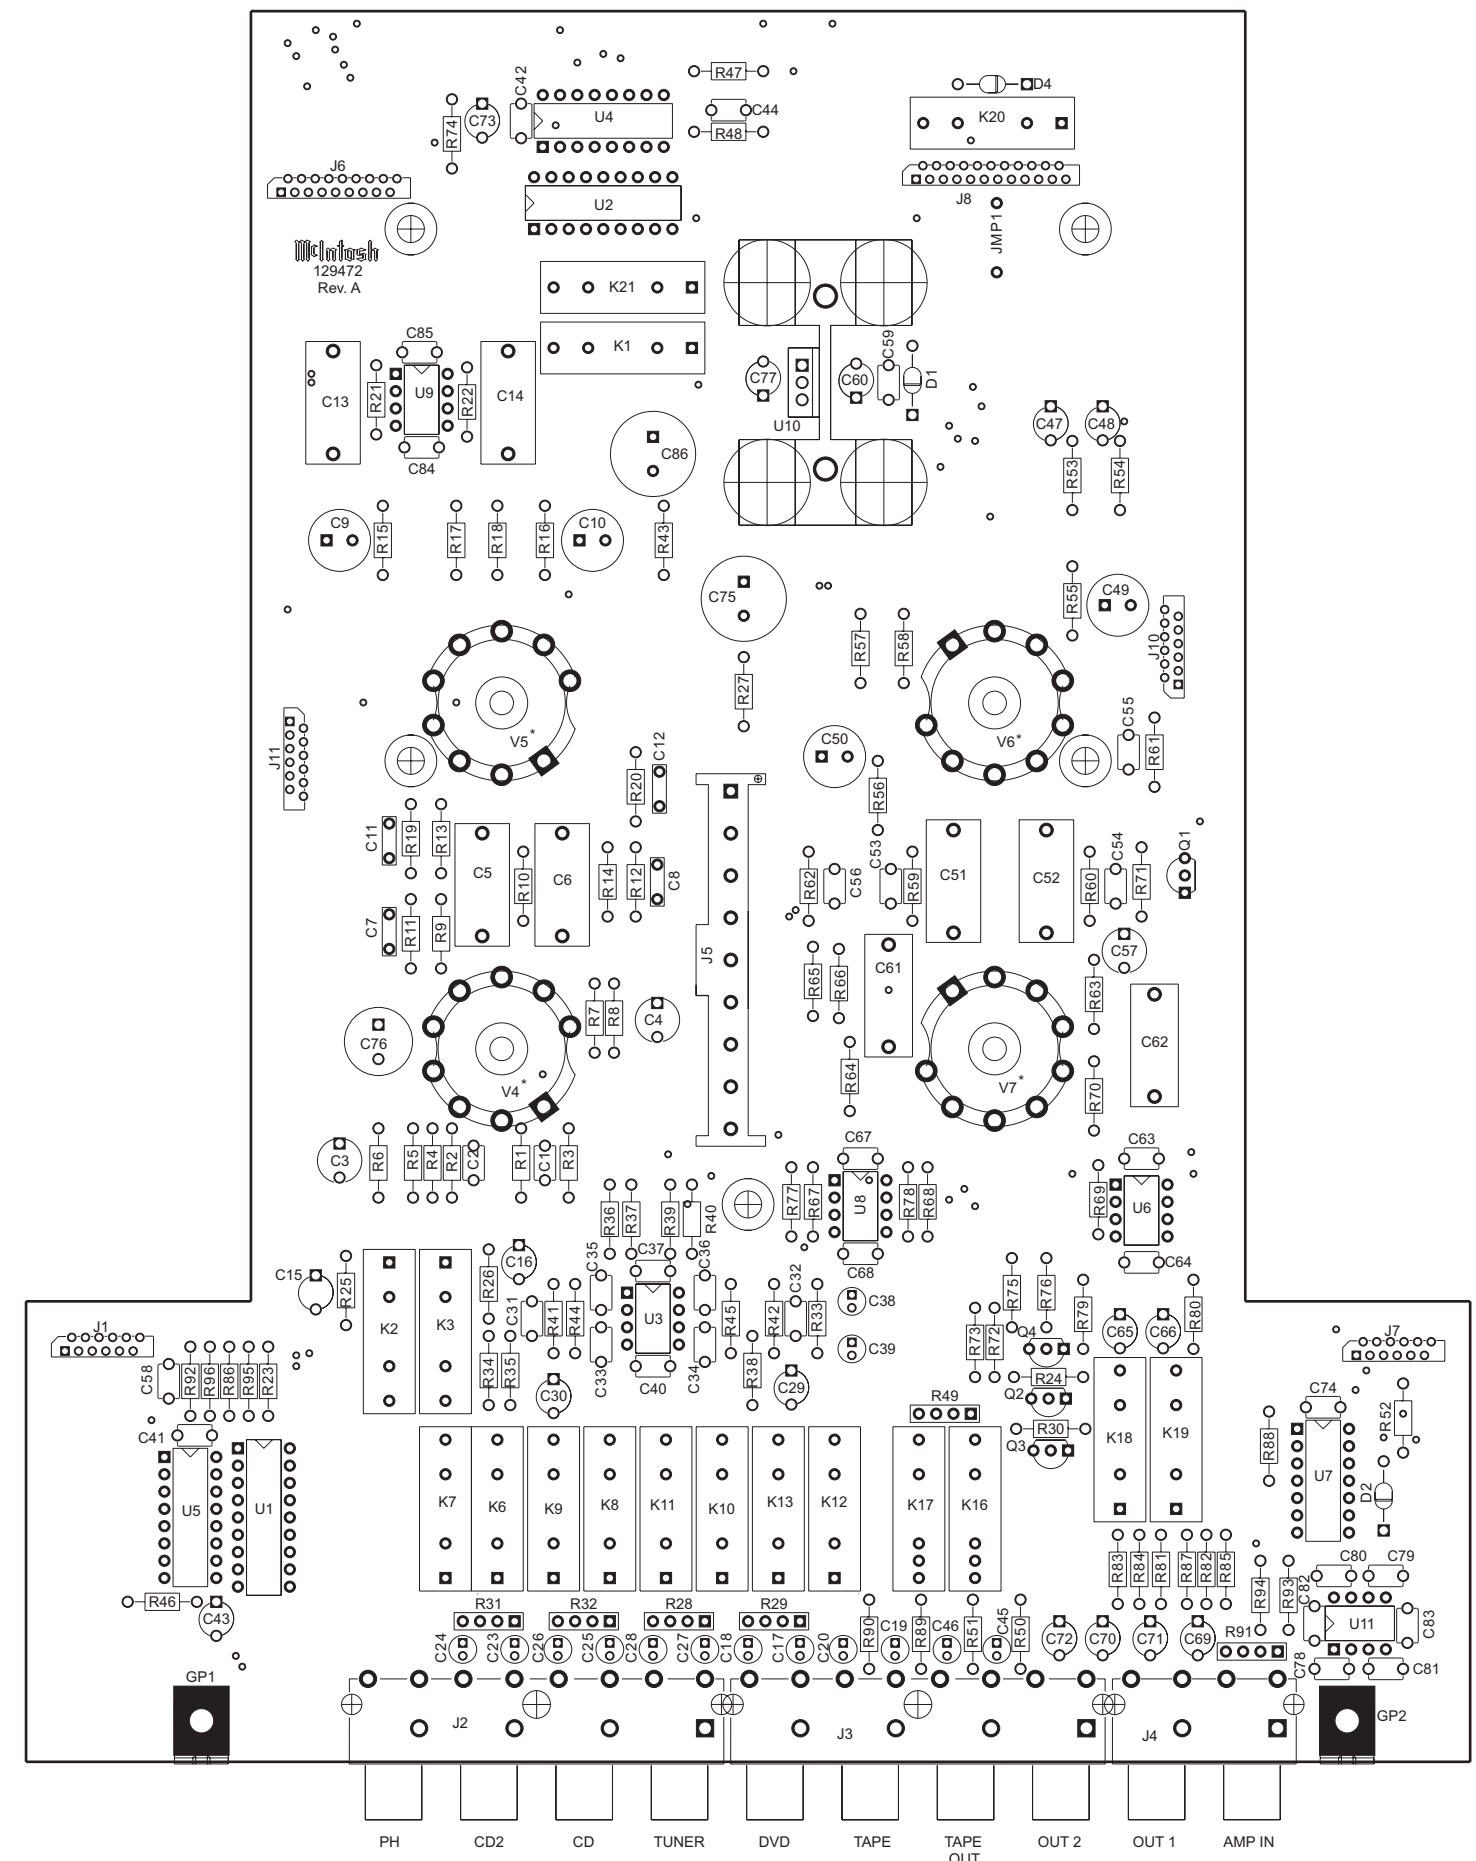 R47
C42
D4
C73
U4
C44
K20
R74
R48
J6
J8
U2
JMP1
McIntosh
129472
Rev. A
K21
C85
K1
C59
C13
R21
U9
R22
C14
C77
C60
D1
U10
C47
C48
C84
C86
R53
R54
C9
R15
R17
R18
R16
C10
R43
C75
R55
C49
R57
R58
J10
R27
C55
V5*
C50
V6*
R61
J11
C12
R20
R56
C11
R19
R13
C53
C54
Q1
C5
R10
C6
R14
R12
C8
R62
C56
R59
C51
C52
R60
R71
C7
R11
R9
J5
C57
R65
R66
C61
R63
C76
R7
R8
C4
C62
V4*
R64
V7*
R70
C3
R6
R5
R4
R2
C2
R1
C1
R3
C67
C63
R77
R67
U8
R78
R68
R69
U6
R36
R37
R39
R40
C15
R25
C16
C35
C37
C36
C68
C64
R26
C31
R41
R44
U3
R45
R42
C32
R33
C38
R75
R76
R79
R80
K2
K3
J1
R34
R35
C33
C40
C34
R38
C39
R73
R72
Q4
C65
C66
J7
C58
R92
R96
R86
R95
R23
C30
C29
R24
Q2
C74
R52
C41
R49
R30
Q3
K18
K19
R88
U7
D2
U5
U1
K7
K6
K9
K8
K11
K10
K13
K12
K17
K16
R83
R84
R81
R87
R82
R85
C80
C79
R94
R93
C82
R46
C43
R31
R32
R28
R29
U11
C83
C24
C23
C26
C25
C28
C27
C18
C17
C20
R90
C19
R89
C46
R51
C45
R50
C72
C70
C71
C69
R91
C78
C81
GP1
J2
J3
J4
GP2
PH
CD2
CD
TUNER
DVD
TAPE
TAPE
OUT
OUT 2
OUT 1
AMP IN